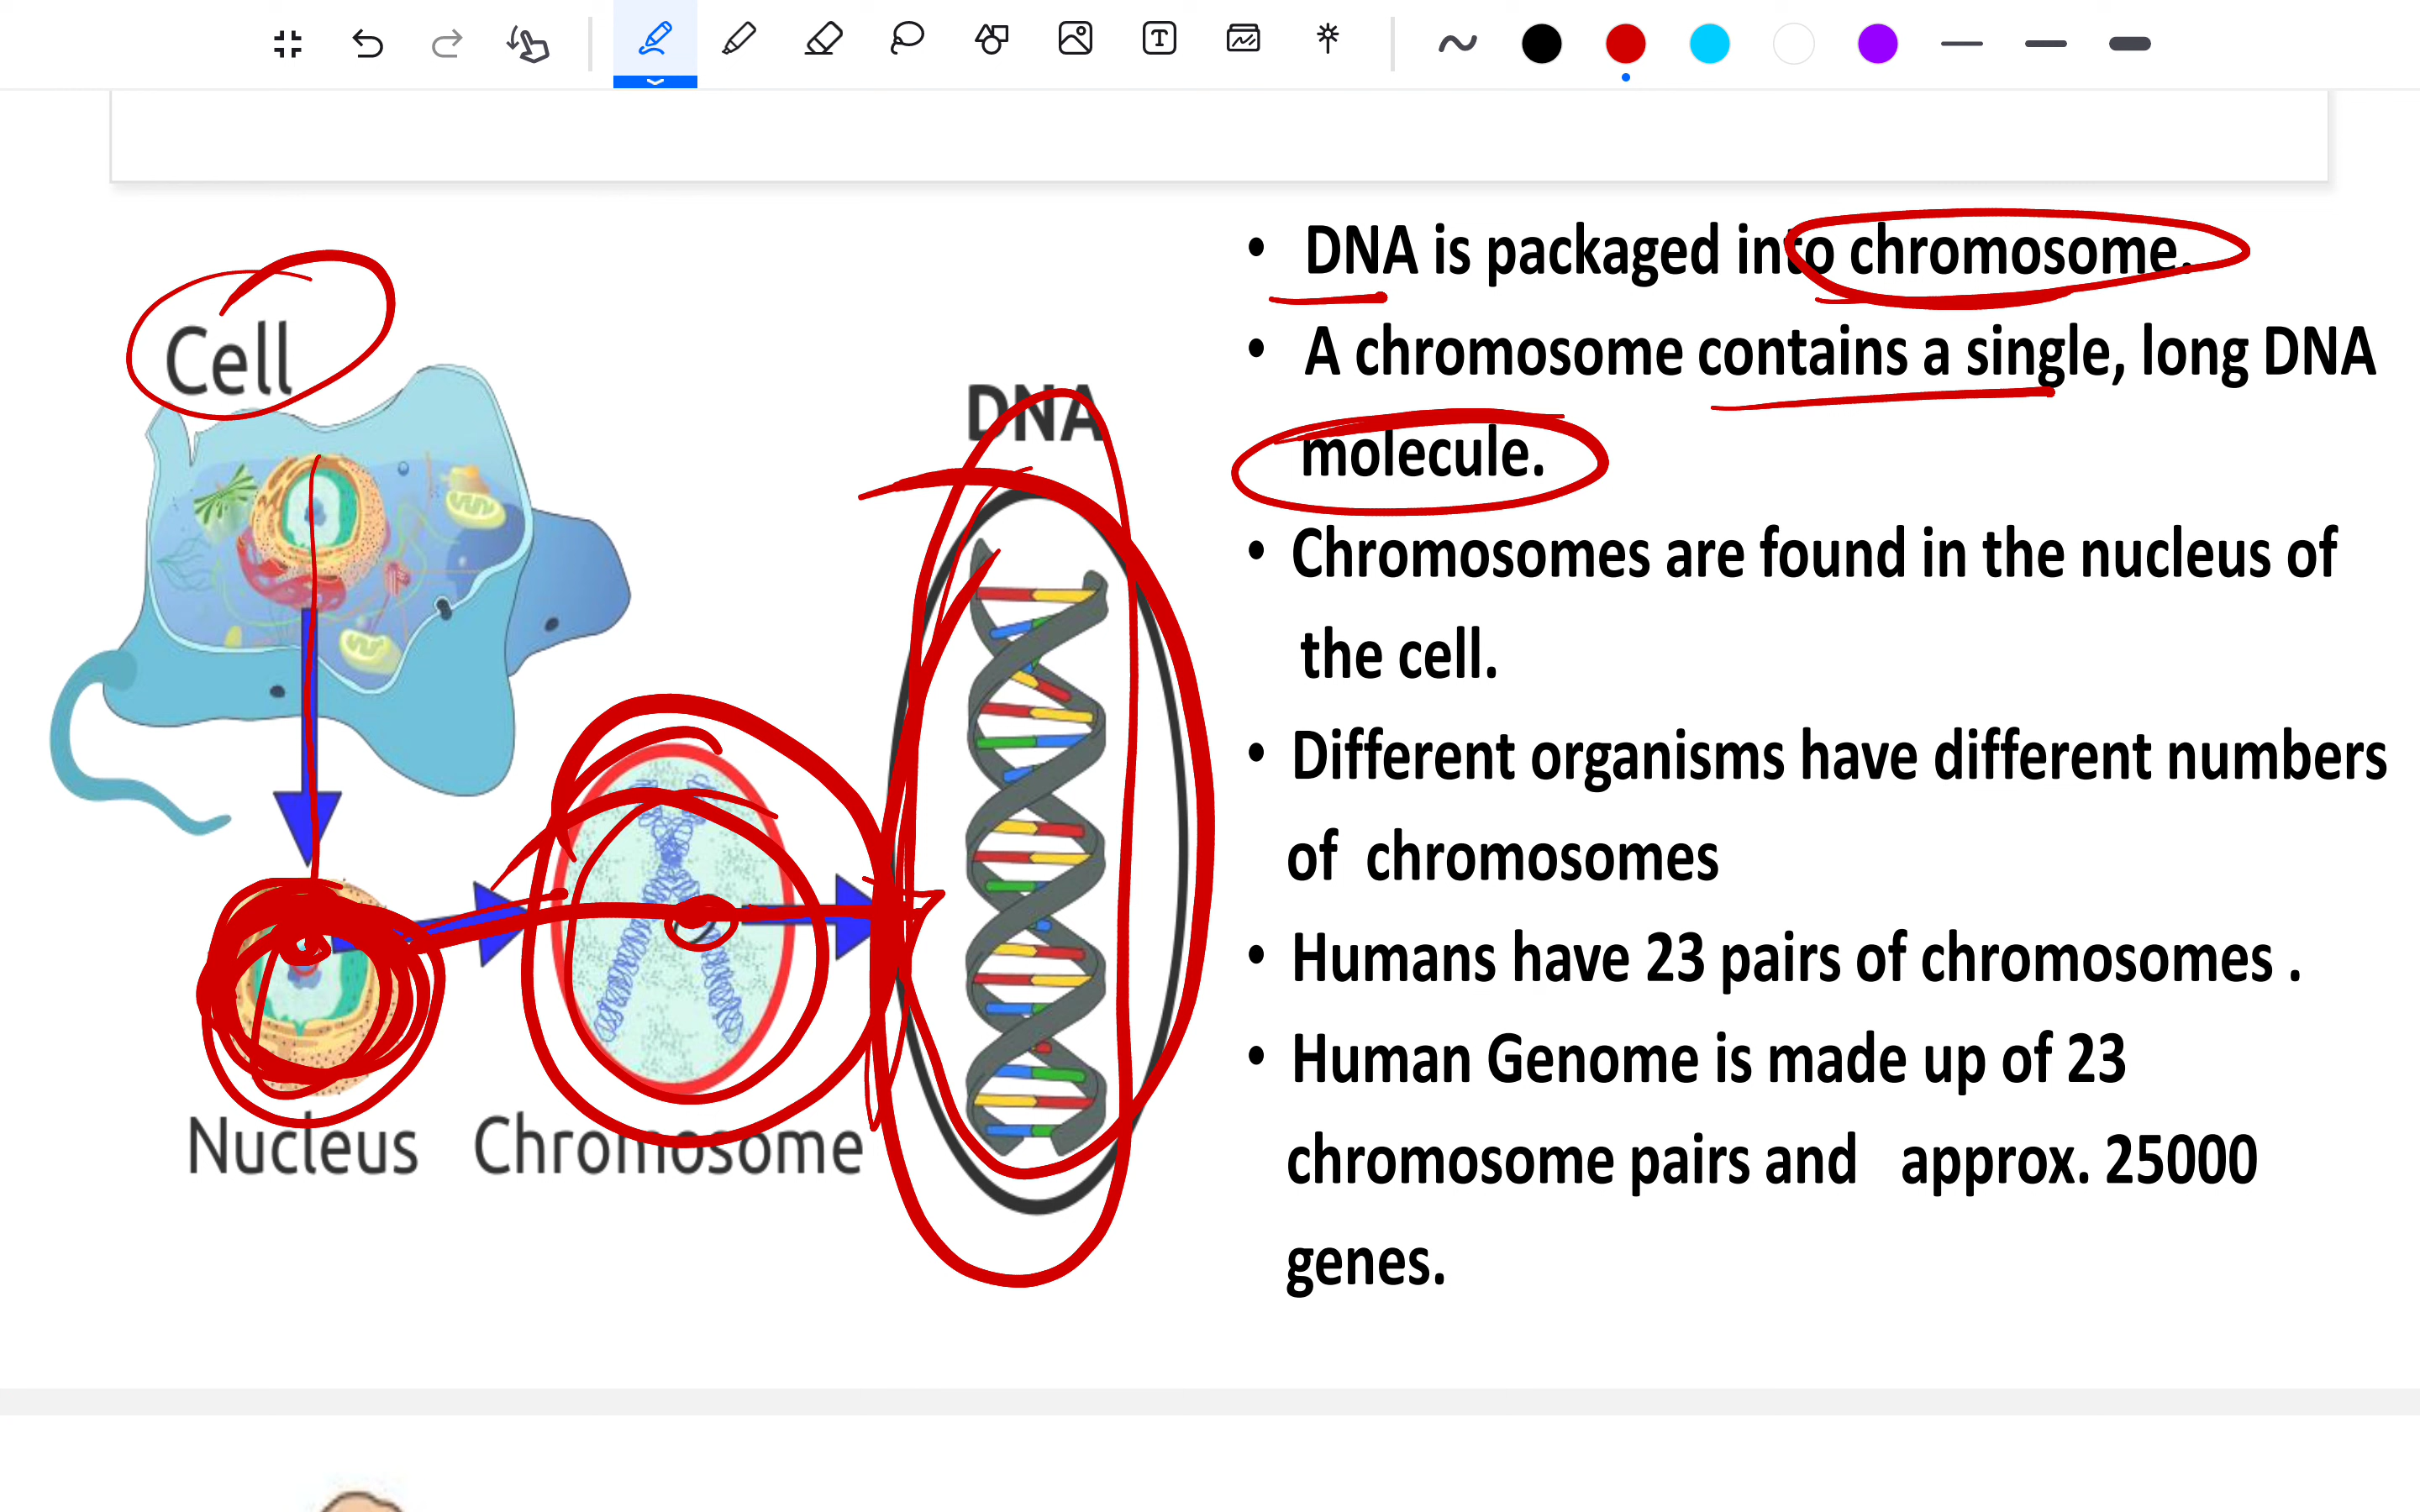 Cell
DNA
Nucleus Chromosome
• DNA is packaged into chromosome.
• A chromosome contains a single, long DNA
molecule.
• Chromosomes are found in the nucleus of
the cell.
• Different organisms have different numbers
of chromosomes
• Humans have 23 pairs of chromosomes .
• Human Genome is made up of 23
chromosome pairs and approx. 25000
genes.